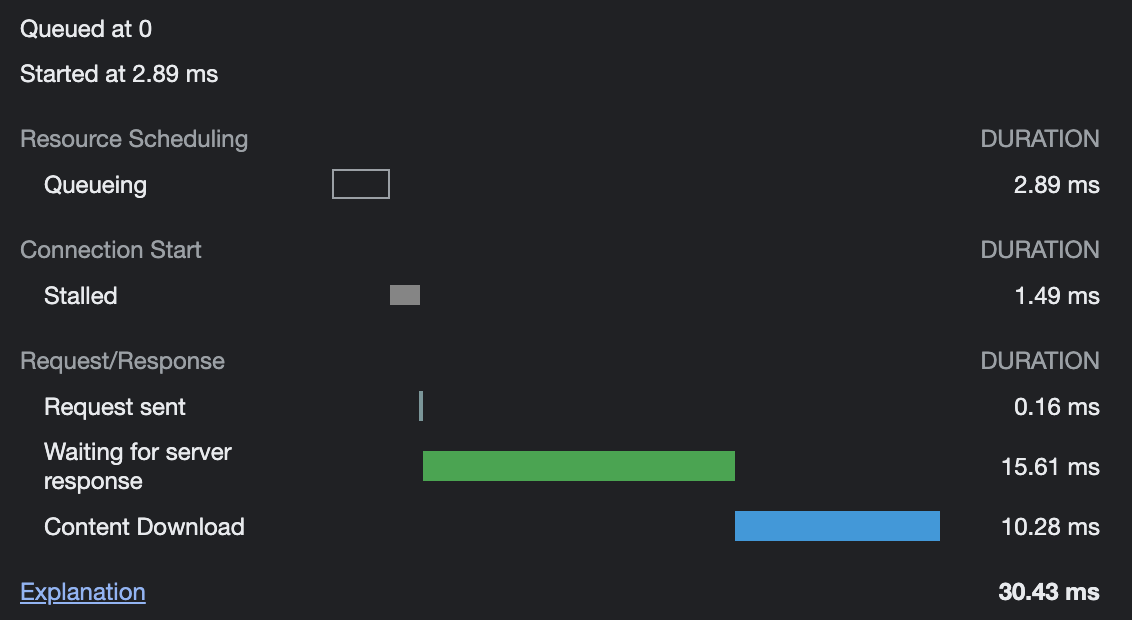 Queued at 0
Started at 2.89 ms
Resource Scheduling DURATION
Queueing 2.89 ms
Connection Start DURATION
Stalled 1.49 ms
Request/Response DURATION
Request sent 0.16 ms
Waiting for server
response 15.61 ms
Content Download 10.28 ms
Explanation 30.43 ms